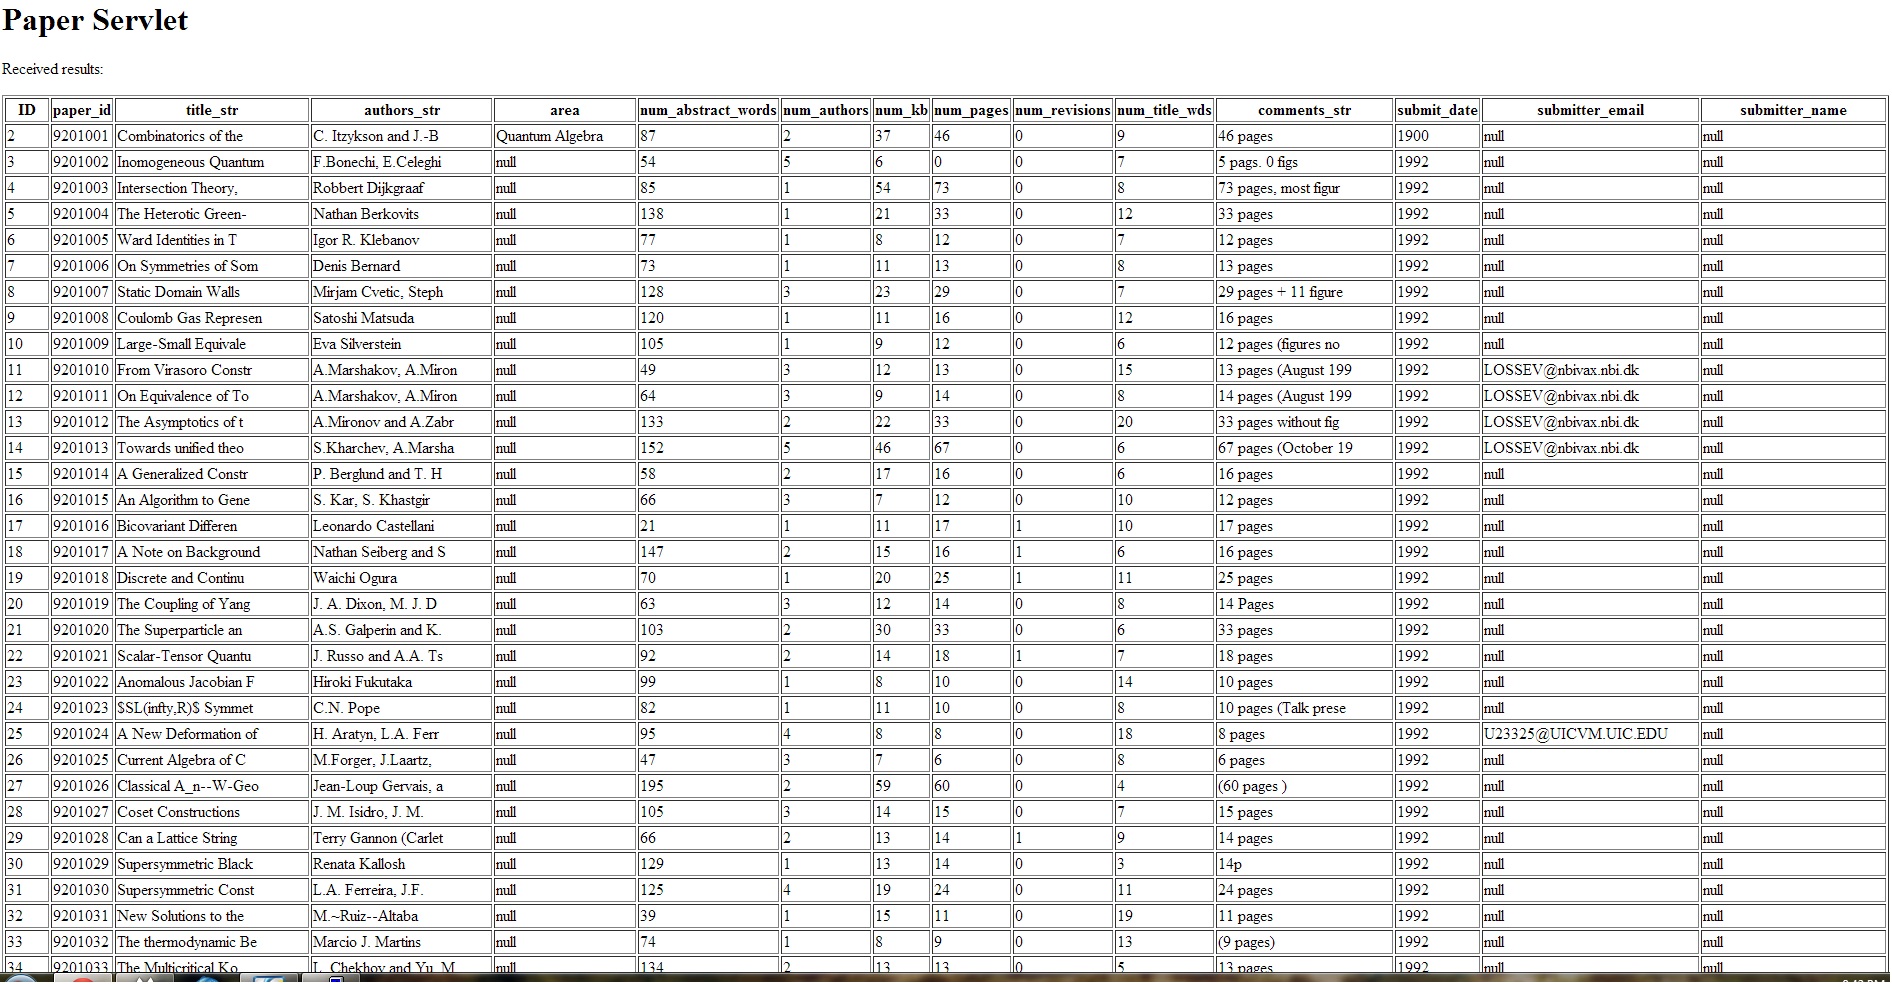 Paper Servlet
Received results:
ID paper_id title_str authors_str area num_abstract_words num_authors num_kb num_pages num_revisions num_title_wds comments_str submit_date submitter_email submitter_name
2 9201001 Combinatorics of the C. Itzykson and J.-B Quantum Algebra 87 2 37 46 0 9 46 pages 1900 null null
3 9201002 Inomogeneous Quantum F.Bonechi, E.Celeghi null 54 5 6 0 0 7 5 pags. 0 figs 1992 null null
4 9201003 Intersection Theory, Robbert Dijkgraaf null 85 1 54 73 0 8 73 pages, most figur 1992 null null
5 9201004 The Heterotic Green- Nathan Berkovits null 138 1 21 33 0 12 33 pages 1992 null null
6 9201005 Ward Identities in T Igor R. Klebanov null 77 1 8 12 0 7 12 pages 1992 null null
7 9201006 On Symmetries of Som Denis Bernard null 73 1 11 13 0 8 13 pages 1992 null null
8 9201007 Static Domain Walls Mirjam Cvetic, Steph null 128 3 23 29 0 7 29 pages + 11 figure 1992 null null
9 9201008 Coulomb Gas Represen Satoshi Matsuda null 120 1 11 16 0 12 16 pages 1992 null null
10 9201009 Large-Small Equivale Eva Silverstein null 105 1 9 12 0 6 12 pages (figures no 1992 null null
11 9201010 From Virasoro Constr A.Marshakov, A.Miron null 49 3 12 13 0 15 13 pages (August 199 1992 LOSSEV@nbivax.nbi.dk null
12 9201011 On Equivalence of To A.Marshakov, A.Miron null 64 3 9 14 0 8 14 pages (August 199 1992 LOSSEV@nbivax.nbi.dk null
13 9201012 The Asymptotics of t A.Mironov and A.Zabr null 133 2 22 33 0 20 33 pages without fig 1992 LOSSEV@nbivax.nbi.dk null
14 9201013 Towards unified theo S.Kharchev, A.Marsha null 152 5 46 67 0 6 67 pages (October 19 1992 LOSSEV@nbivax.nbi.dk null
15 9201014 A Generalized Constr P. Berglund and T. H null 58 2 17 16 0 6 16 pages 1992 null null
16 9201015 An Algorithm to Gene S. Kar, S. Khastgir null 66 3 7 12 0 10 12 pages 1992 null null
17 9201016 Bicovariant Differen Leonardo Castellani null 21 1 11 17 1 10 17 pages 1992 null null
18 9201017 A Note on Background Nathan Seiberg and S null 147 2 15 16 1 6 16 pages 1992 null null
19 9201018 Discrete and Continu Waichi Ogura null 70 1 20 25 1 11 25 pages 1992 null null
20 9201019 The Coupling of Yang J. A. Dixon, M. J. D null 63 3 12 14 0 8 14 Pages 1992 null null
21 9201020 The Superparticle an A.S. Galperin and K. null 103 2 30 33 0 6 33 pages 1992 null null
22 9201021 Scalar-Tensor Quantu J. Russo and A.A. Ts null 92 2 14 18 1 7 18 pages 1992 null null
23 9201022 Anomalous Jacobian F Hiroki Fukutaka null 99 1 8 10 0 14 10 pages 1992 null null
24 9201023 $SL(infty,R)$ Symmet C.N. Pope null 82 1 11 10 0 8 10 pages (Talk prese 1992 null null
25 9201024 A New Deformation of H. Aratyn, L.A. Ferr null 95 4 8 8 0 18 8 pages 1992 U23325@UICVM.UIC.EDU null
26 9201025 Current Algebra of C M.Forger, J.Laartz, null 47 3 7 6 0 8 6 pages 1992 null null
27 9201026 Classical A_n--W-Geo Jean-Loup Gervais, a null 195 2 59 60 0 4 (60 pages ) 1992 null null
28 9201027 Coset Constructions J. M. Isidro, J. M. null 105 3 14 15 0 7 15 pages 1992 null null
29 9201028 Can a Lattice String Terry Gannon (Carlet null 66 2 13 14 1 9 14 pages 1992 null null
30 9201029 Supersymmetric Black Renata Kallosh null 129 1 13 14 0 3 14p 1992 null null
31 9201030 Supersymmetric Const L.A. Ferreira, J.F. null 125 4 19 24 0 11 24 pages 1992 null null
32 9201031 New Solutions to the M.~Ruiz--Altaba null 39 1 15 11 0 19 11 pages 1992 null null
33 9201032 The thermodynamic Be Marcio J. Martins null 74 1 8 9 0 13 (9 pages) 1992 null null
34 9201033 The Multicritical Ko L. Chekhov and Yu. M null 134 2 13 13 0 5 13 pages 1992 null null